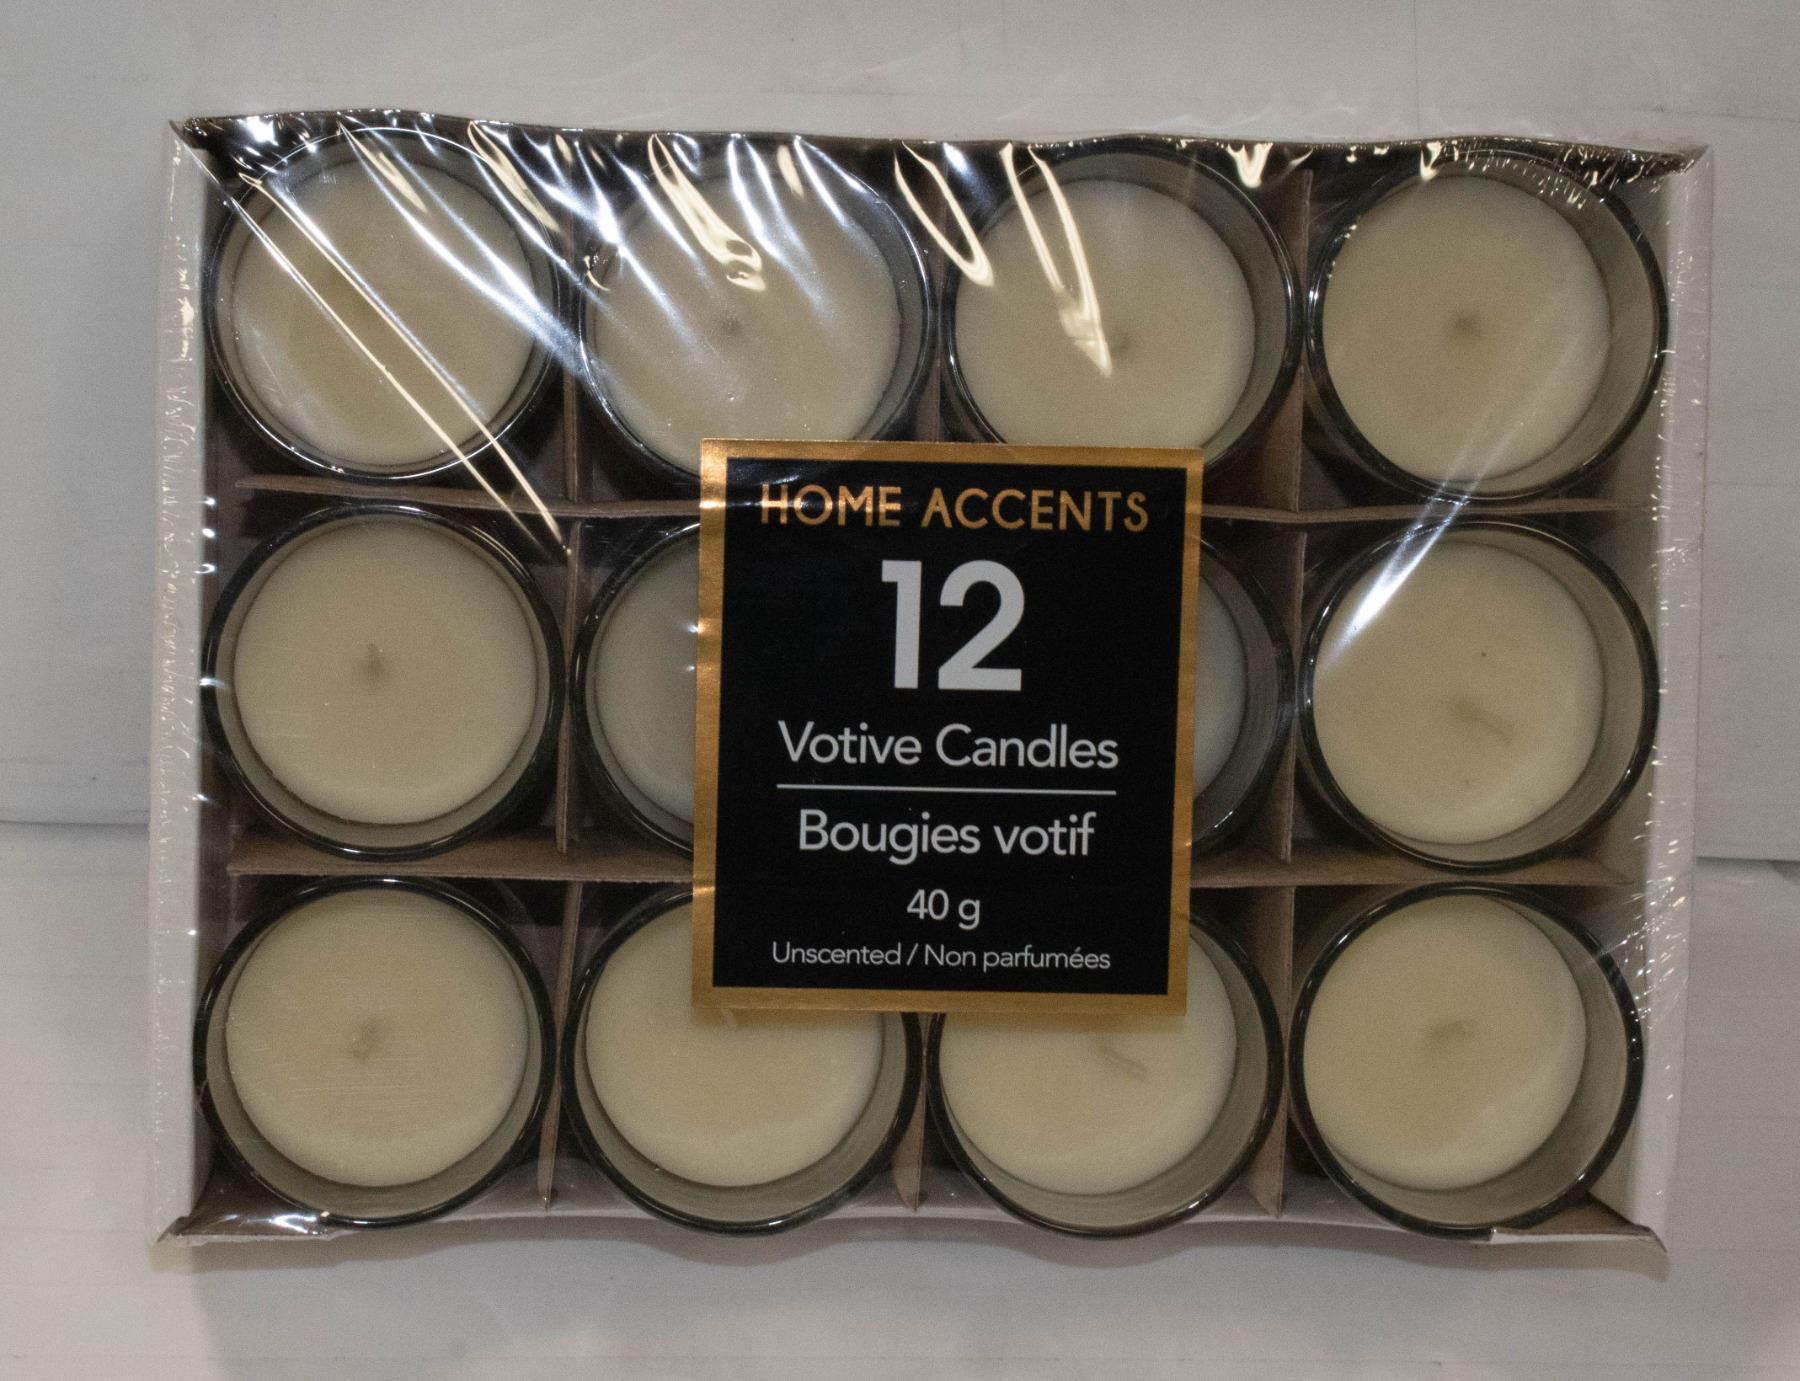 HOME ACCENTS
12
Votive Candles
Bougies votif
40 g
Unscented / Non parfumées